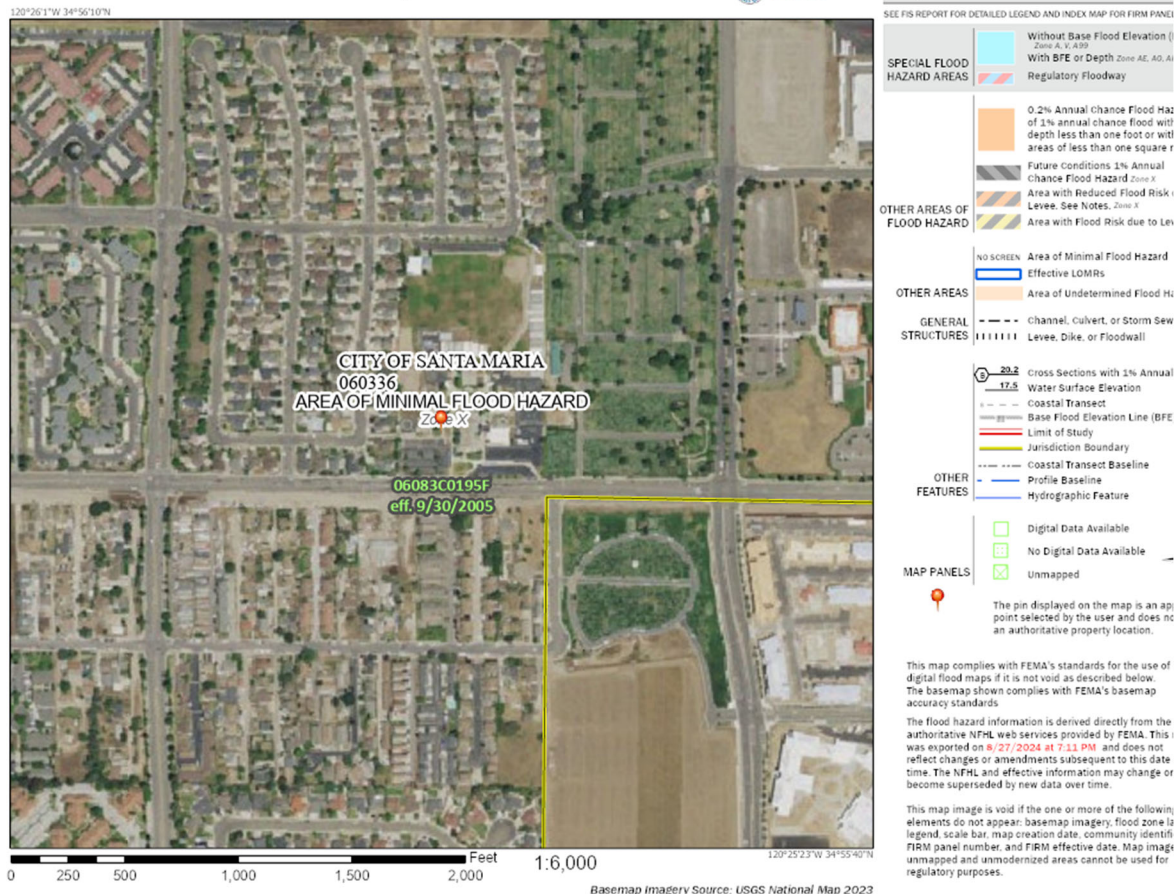 120°26'1"W 34°56'10"N
CITY OF SANTA MARIA
060336
AREA OF MINIMAL FLOOD HAZARD
Zone X
06083C0195F
eff. 9/30/2005
Feet
1:6,000
0 250 500 1,000 1,500 2,000
120°25'23"W 34°55'40"N
Basemap Imagery Source: USGS National Map 2023
SEE FIS REPORT FOR DETAILED LEGEND AND INDEX MAP FOR FIRM PANEL
SPECIAL FLOOD
HAZARD AREAS
Without Base Flood Elevation
Zone A, V, A99
With BFE or Depth Zone AE, AO,
Regulatory Floodway
OTHER AREAS OF
FLOOD HAZARD
0.2% Annual Chance Flood
of 1% annual chance flood with
depth less than one foot or
areas of less than one square
Future Conditions 1% Annual
Chance Flood Hazard Zone X
Area with Reduced Flood Risk
Levee. See Notes. Zone X
Area with Flood Risk due to
OTHER AREAS
NO SCREEN Area of Minimal Flood Hazard
Effective LOMRs
Area of Undetermined Flood
GENERAL
STRUCTURES
Channel, Culvert, or Storm
Levee, Dike, or Floodwall
OTHER
FEATURES
B 20.2 Cross Sections with 1% Annual
17.5 Water Surface Elevation
Coastal Transect
Base Flood Elevation Line (BFE)
Limit of Study
Jurisdiction Boundary
Coastal Transect Baseline
Profile Baseline
Hydrographic Feature
MAP PANELS
Digital Data Available
No Digital Data Available
Unmapped
The pin displayed on the map is an
point selected by the user and does
an authoritative property location.
This map complies with FEMA's standards for the use of
digital flood maps if it is not void as described below.
The basemap shown complies with FEMA's basemap
accuracy standards
The flood hazard information is derived directly from the
authoritative NFHL web services provided by FEMA. This
was exported on 8/27/2024 at 7:11 PM and does not
reflect changes or amendments subsequent to this date
time. The NFHL and effective information may change or
become superseded by new data over time.
This map image is void if the one or more of the following
elements do not appear: basemap imagery, flood zone
legend, scale bar, map creation date, community
FIRM panel number, and FIRM effective date. Map
unmapped and unmodernized areas cannot be used for
regulatory purposes.